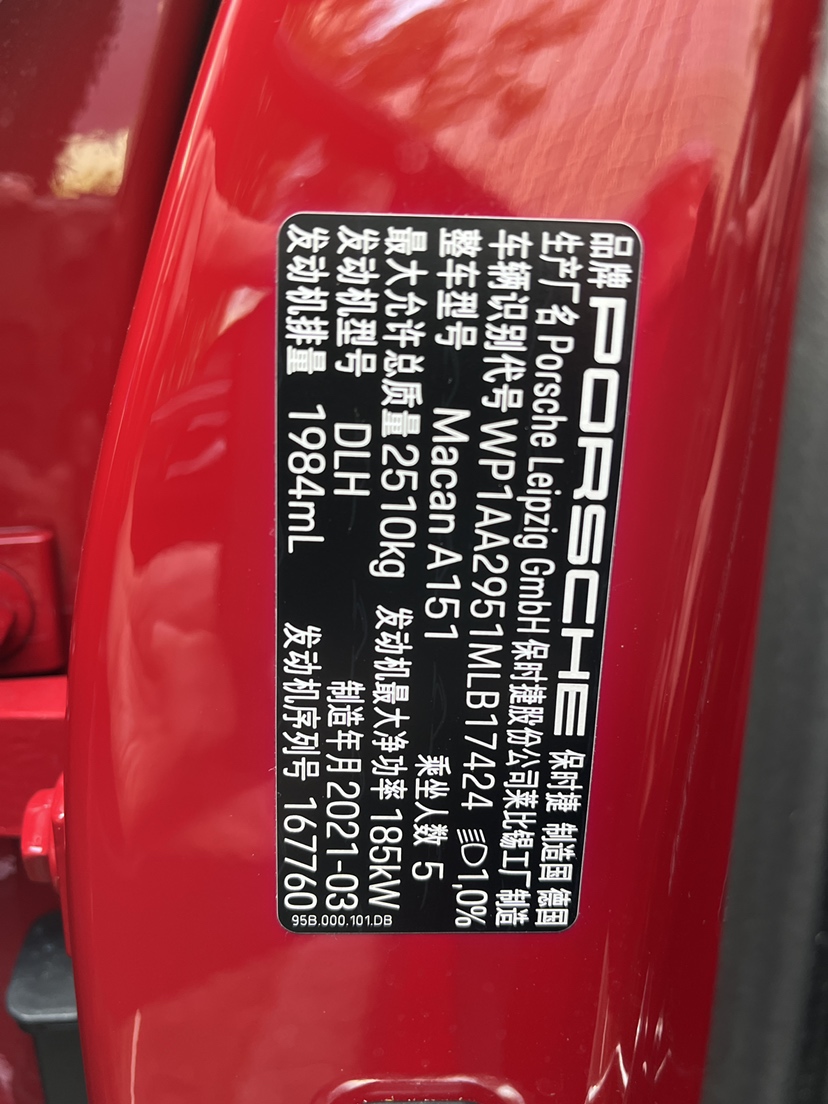 品牌 PORSCHE 保时捷 制造国 德国
生产厂名 Porsche Leipzig GmbH 保时捷股份公司莱比锡工厂 制造
车辆识别代号 WP1AA2951MLB17424 1,0%
整车型号 Macan A151 乘坐人数 5
最大允许总质量 2510kg 发动机最大净功率 185kW
发动机型号 DLH 制造年月 2021-03
发动机排量 1984mL 发动机序列号 167760
95B.000.101.DB